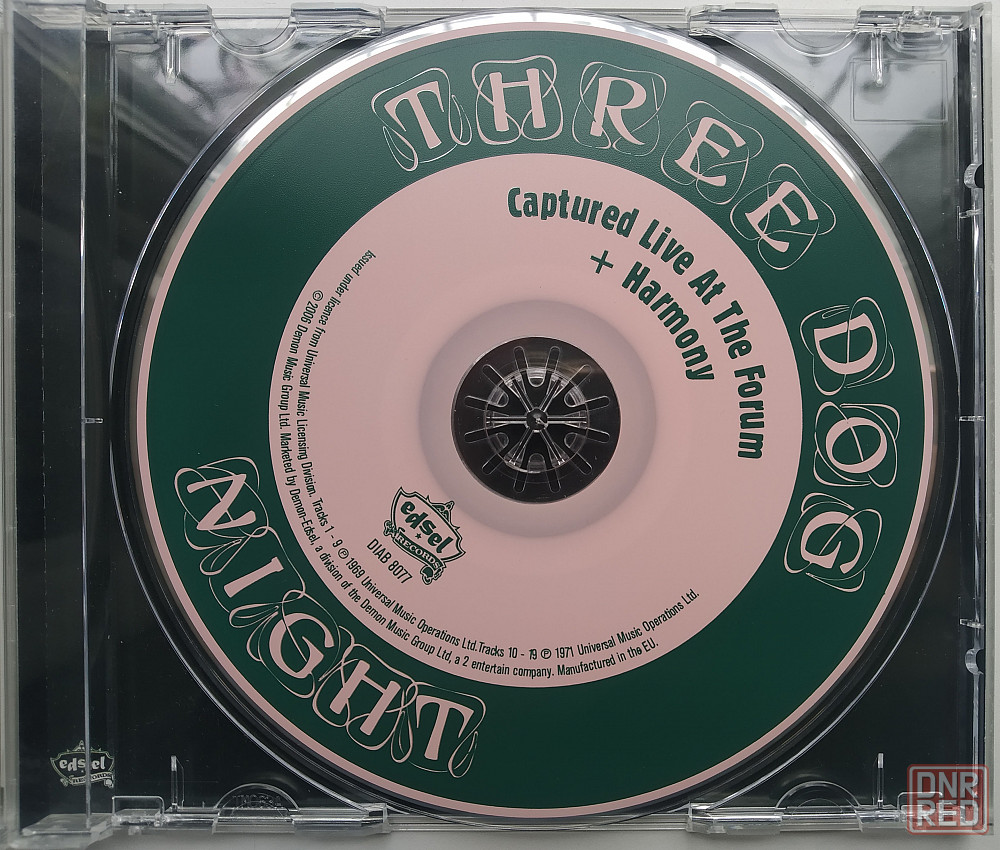 THREE DOG NIGHT
Captured Live At The Forum
+ Harmony
Issued under licence from Universal Music Licensing Division. Tracks 1 - 9 ℗ 1969 Universal Music Operations Ltd.Tracks 10 - 19 ℗ 1971 Universal Music Operations Ltd.
© 2006 Demon Music Group Ltd. Marketed by Demon-Edsel, a division of the Demon Music Group Ltd, a 2 entertain company. Manufactured in the EU.
edsel
RECORDS
DIAB 8077
edsel
RECORDS
DNR
RED